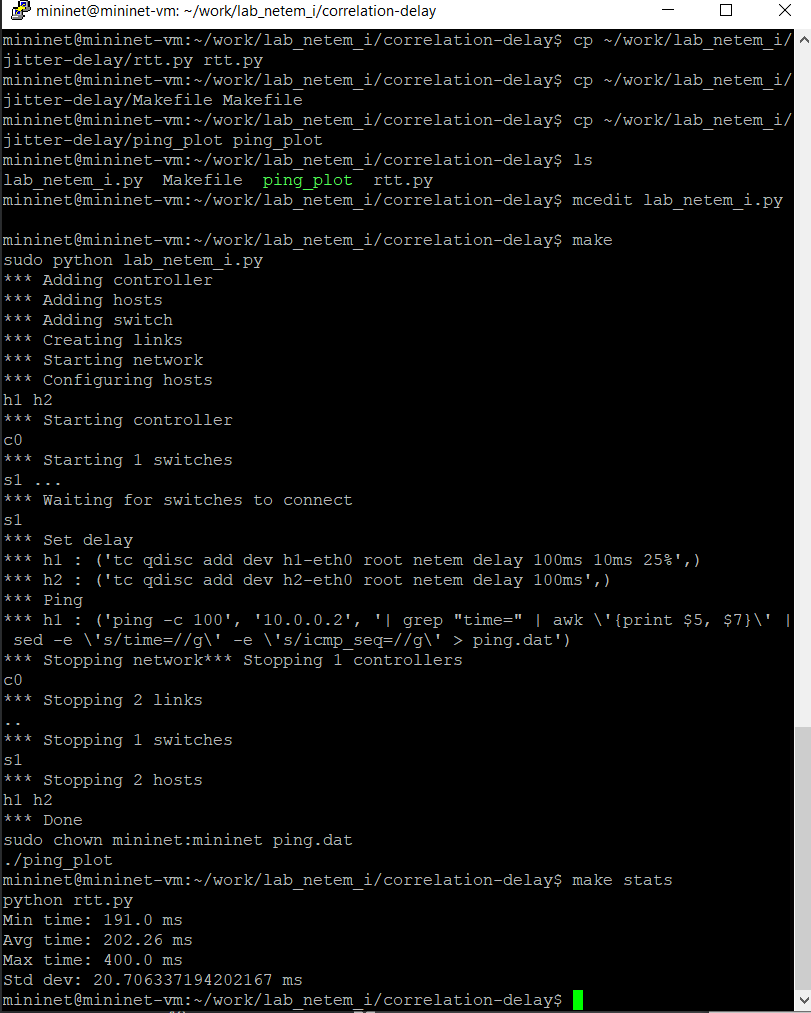 mininet@mininet-vm: ~/work/lab_netem_i/correlation-delay
mininet@mininet-vm:~/work/lab_netem_i/correlation-delay$ cp ~/work/lab_netem_i/
jitter-delay/rtt.py rtt.py
mininet@mininet-vm:~/work/lab_netem_i/correlation-delay$ cp ~/work/lab_netem_i/
jitter-delay/Makefile Makefile
mininet@mininet-vm:~/work/lab_netem_i/correlation-delay$ cp ~/work/lab_netem_i/
jitter-delay/ping_plot ping_plot
mininet@mininet-vm:~/work/lab_netem_i/correlation-delay$ ls
lab_netem_i.py  Makefile  ping_plot  rtt.py
mininet@mininet-vm:~/work/lab_netem_i/correlation-delay$ mcedit lab_netem_i.py
mininet@mininet-vm:~/work/lab_netem_i/correlation-delay$ make
sudo python lab_netem_i.py
*** Adding controller
*** Adding hosts
*** Adding switch
*** Creating links
*** Starting network
*** Configuring hosts
h1 h2
*** Starting controller
c0
*** Starting 1 switches
s1 ...
*** Waiting for switches to connect
s1
*** Set delay
*** h1 : ('tc qdisc add dev h1-eth0 root netem delay 100ms 10ms 25%',)
*** h2 : ('tc qdisc add dev h2-eth0 root netem delay 100ms',)
*** Ping
*** h1 : ('ping -c 100', '10.0.0.2', '| grep "time=" | awk \'{print $5, $7}\' |
 sed -e \'s/time=//g\' -e \'s/icmp_seq=//g\' > ping.dat')
*** Stopping network*** Stopping 1 controllers
c0
*** Stopping 2 links
..
*** Stopping 1 switches
s1
*** Stopping 2 hosts
h1 h2
*** Done
sudo chown mininet:mininet ping.dat
./ping_plot
mininet@mininet-vm:~/work/lab_netem_i/correlation-delay$ make stats
python rtt.py
Min time: 191.0 ms
Avg time: 202.26 ms
Max time: 400.0 ms
Std dev: 20.706337194202167 ms
mininet@mininet-vm:~/work/lab_netem_i/correlation-delay$